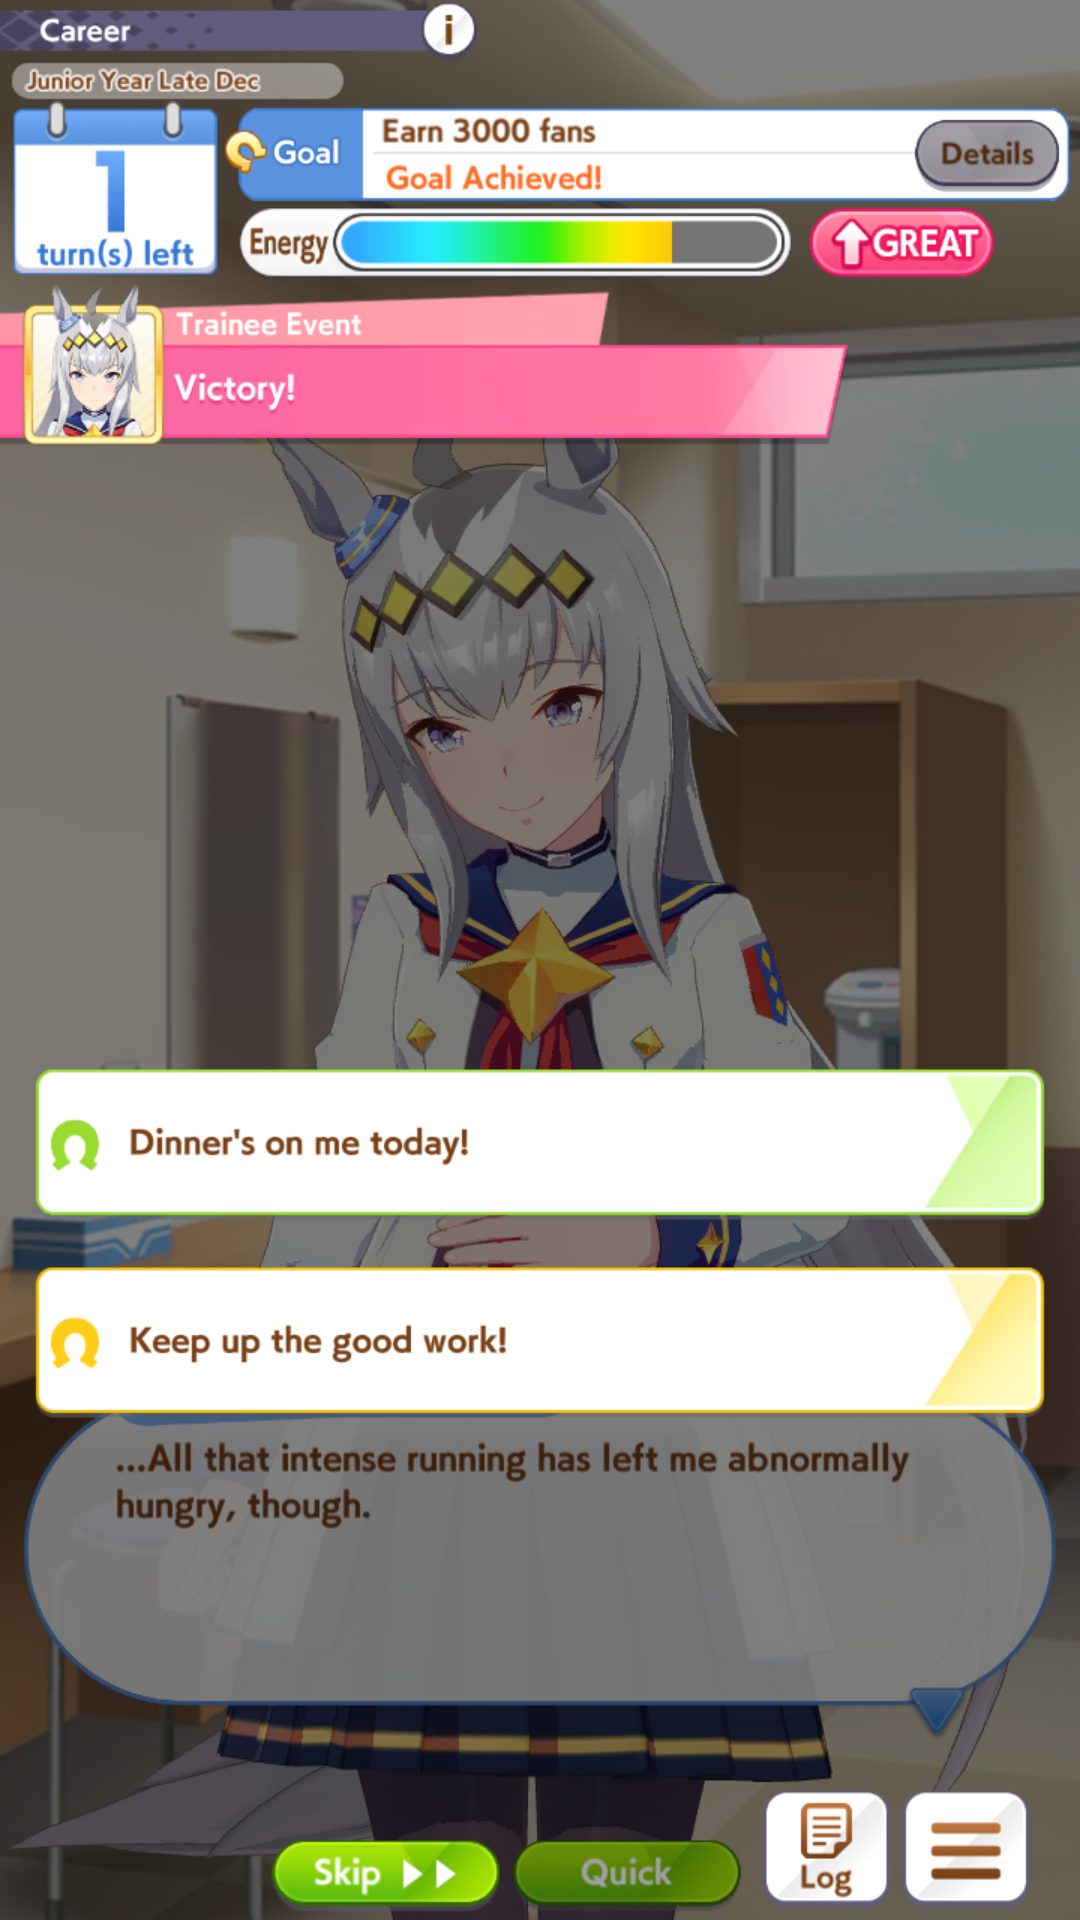 Career
i
Junior Year Late Dec
1
turn(s) left
Goal
Earn 3000 fans
Goal Achieved!
Details
Energy
GREAT
Trainee Event
Victory!
Dinner's on me today!
Keep up the good work!
...All that intense running has left me abnormally
hungry, though.
Skip
Quick
Log